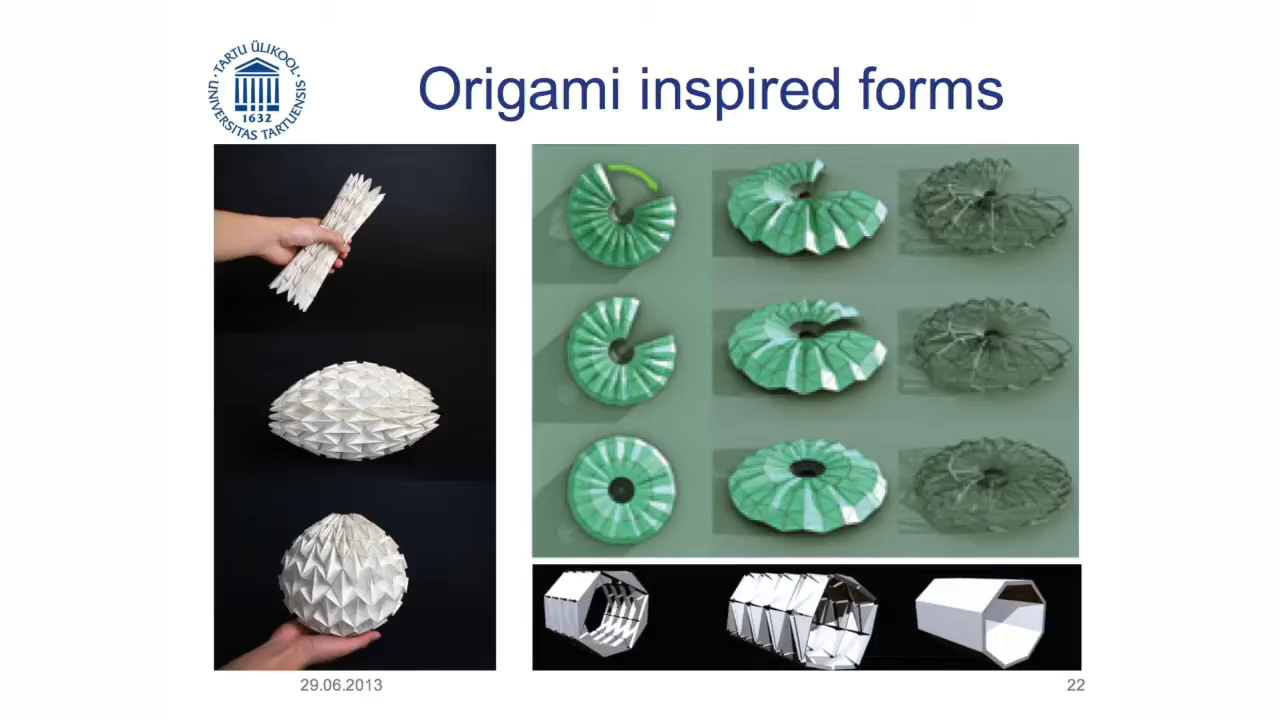 TARTU ÜLIKOOL
UNIVERSITAS TARTUENSIS
1632
Origami inspired forms
29.06.2013
22